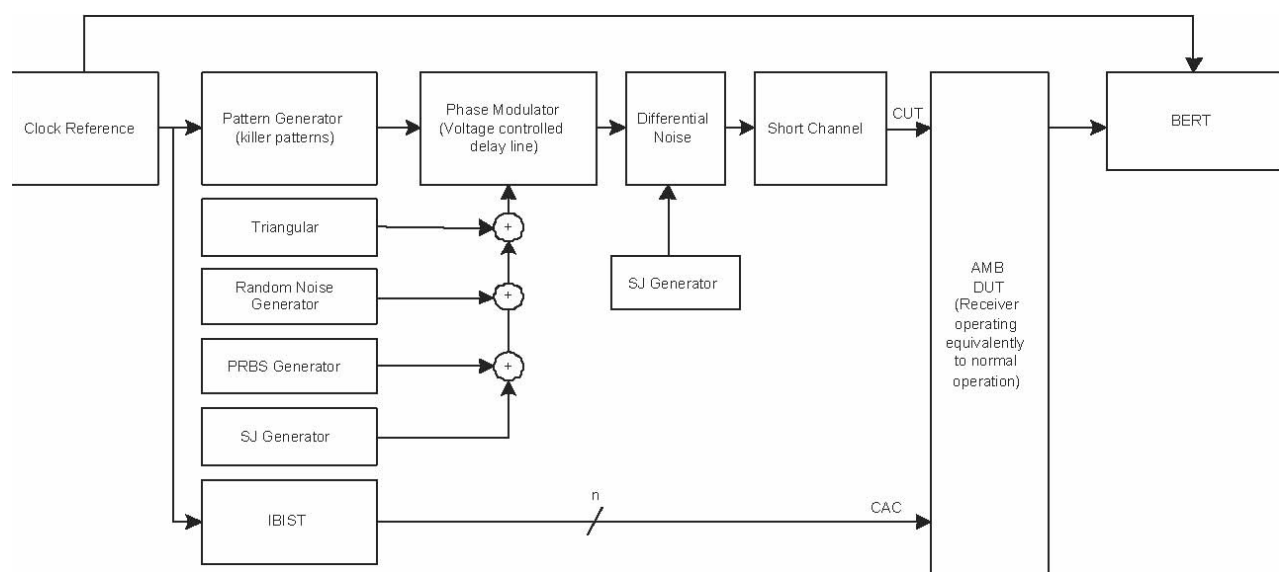 Clock Reference
Pattern Generator
(killer patterns)
Phase Modulator
(Voltage controlled
delay line)
Differential
Noise
Short Channel
CUT
BERT
Triangular
+
Random Noise
Generator
+
SJ Generator
PRBS Generator
+
SJ Generator
AMB
DUT
(Receiver
operating
equivalently
to normal
operation)
IBIST
n
CAC